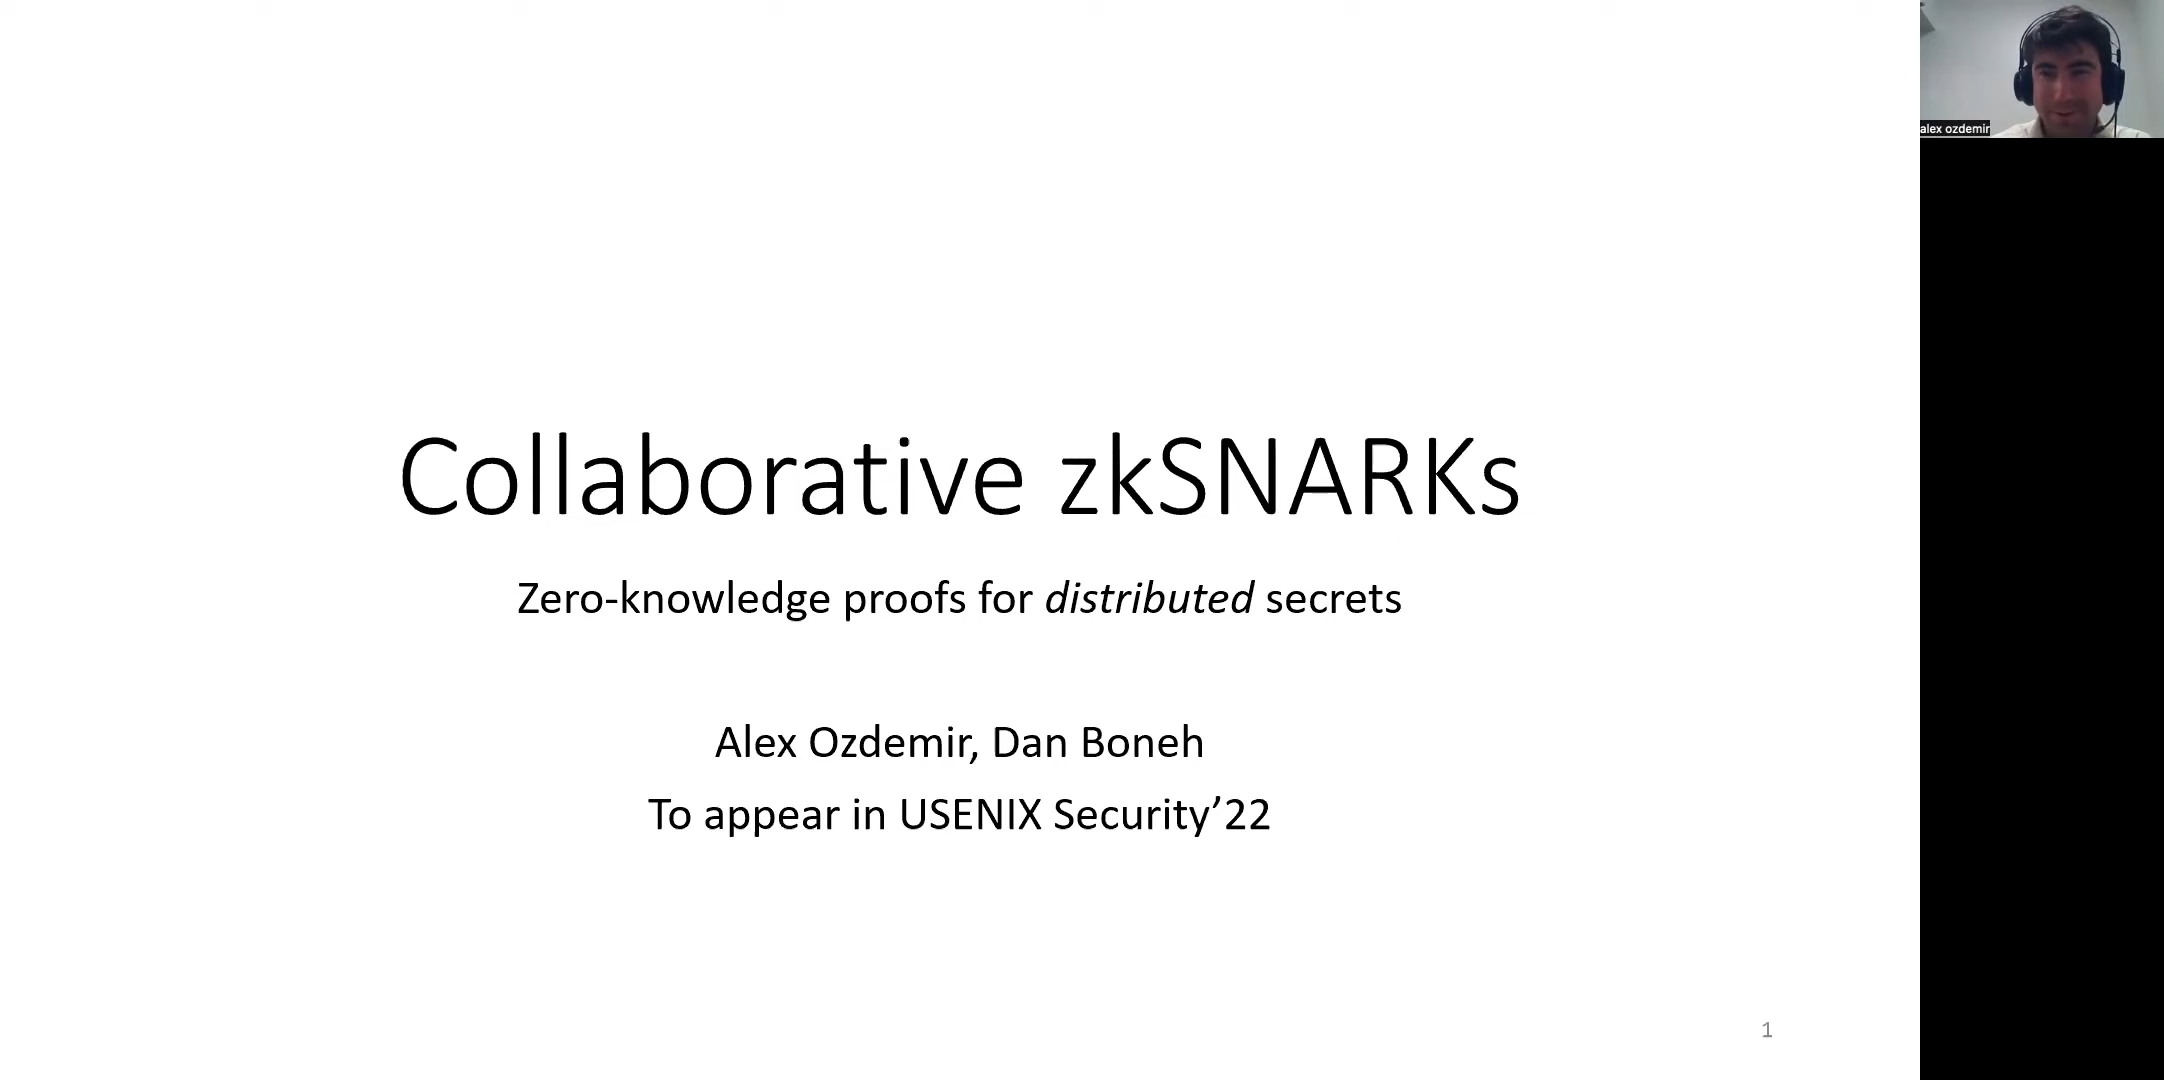 alex ozdemir
Collaborative zkSNARKs
Zero-knowledge proofs for distributed secrets
Alex Ozdemir, Dan Boneh
To appear in USENIX Security’22
1